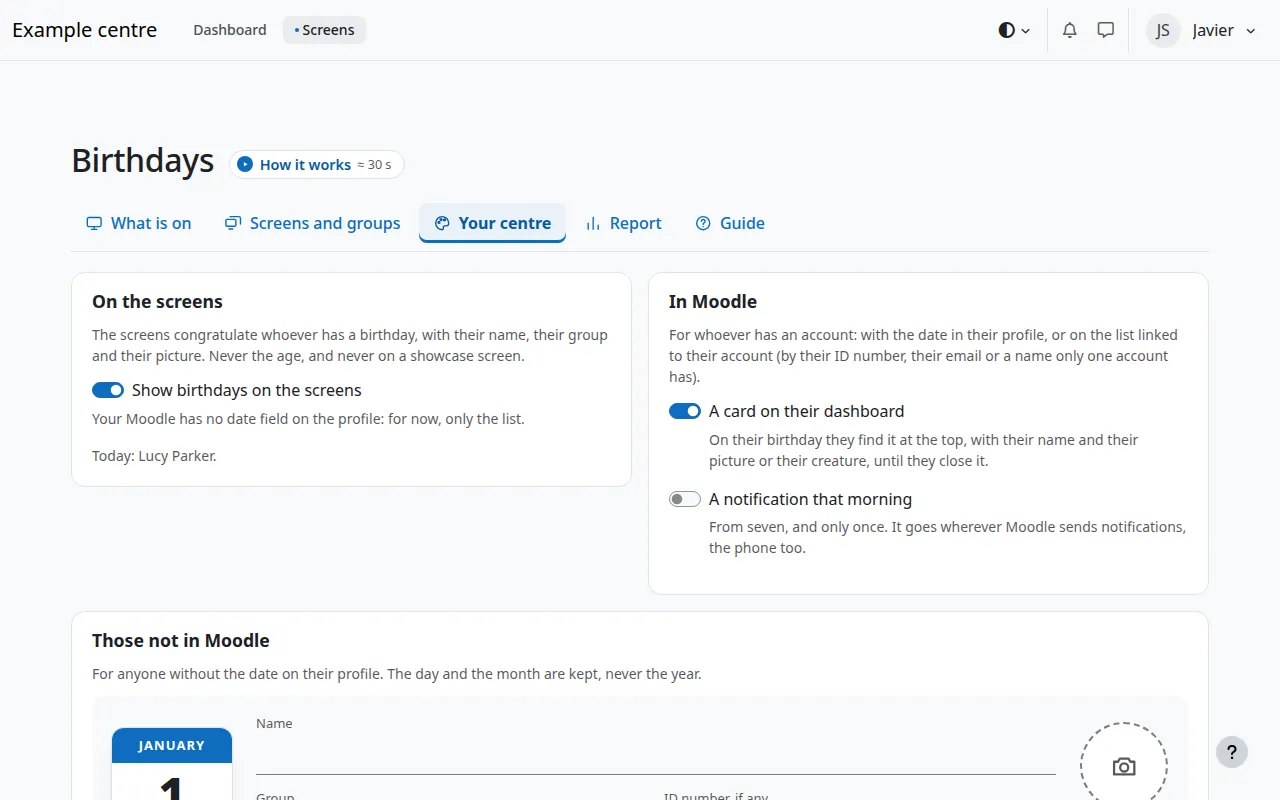 Example centre
Dashboard
Screens
JS
Javier
Birthdays
How it works ≈ 30 s
What is on
Screens and groups
Your centre
Report
Guide
On the screens
The screens congratulate whoever has a birthday, with their name, their group
and their picture. Never the age, and never on a showcase screen.
Show birthdays on the screens
Your Moodle has no date field on the profile: for now, only the list.
Today: Lucy Parker.
In Moodle
For whoever has an account: with the date in their profile, or on the list linked
to their account (by their ID number, their email or a name only one account
has).
A card on their dashboard
On their birthday they find it at the top, with their name and their
picture or their creature, until they close it.
A notification that morning
From seven, and only once. It goes wherever Moodle sends notifications,
the phone too.
Those not in Moodle
For anyone without the date on their profile. The day and the month are kept, never the year.
JANUARY
1
Name
Group
ID number, if any
?